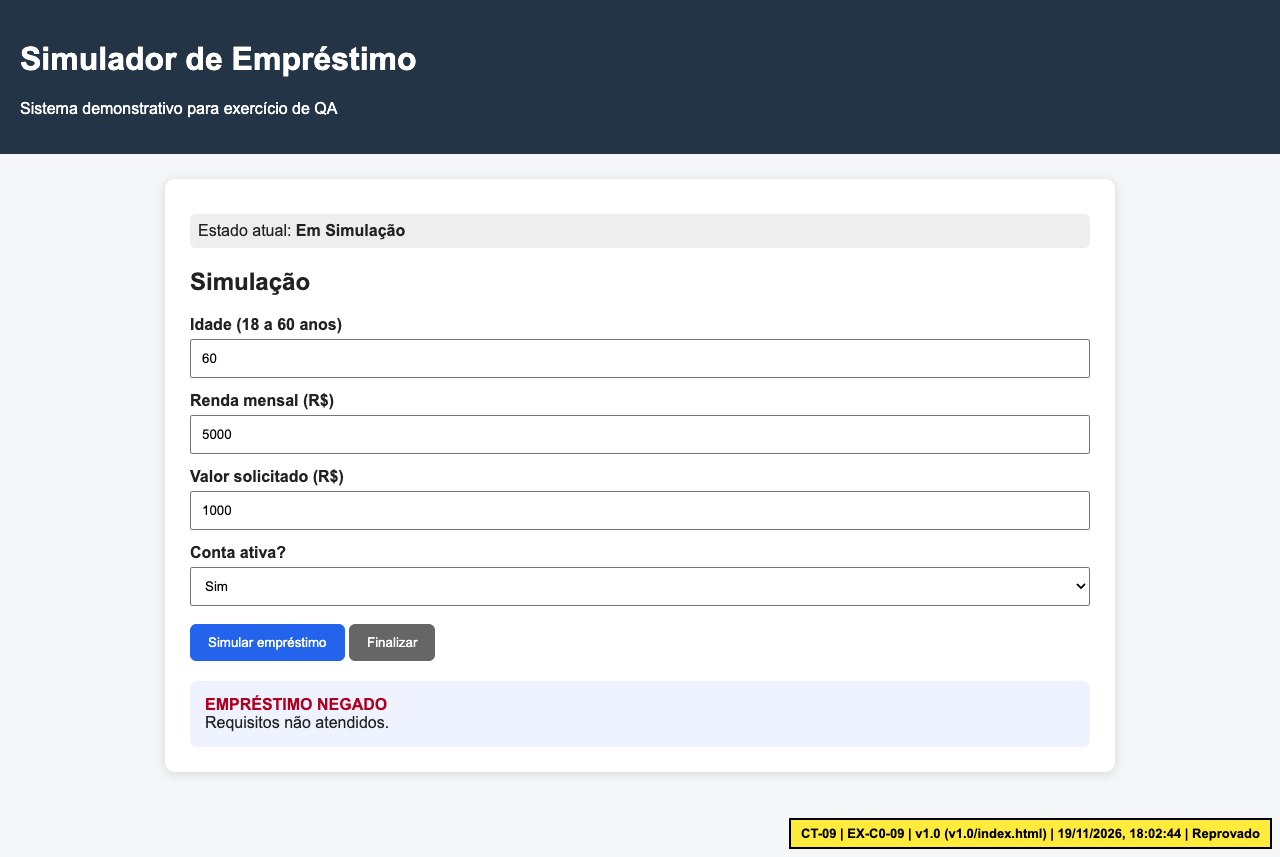 Simulador de Empréstimo
Sistema demonstrativo para exercício de QA
Estado atual: Em Simulação
Simulação
Idade (18 a 60 anos)
60
Renda mensal (R$)
5000
Valor solicitado (R$)
1000
Conta ativa?
Sim
Simular empréstimo Finalizar
EMPRÉSTIMO NEGADO
Requisitos não atendidos.
CT-09 | EX-C0-09 | v1.0 (v1.0/index.html) | 19/11/2026, 18:02:44 | Reprovado